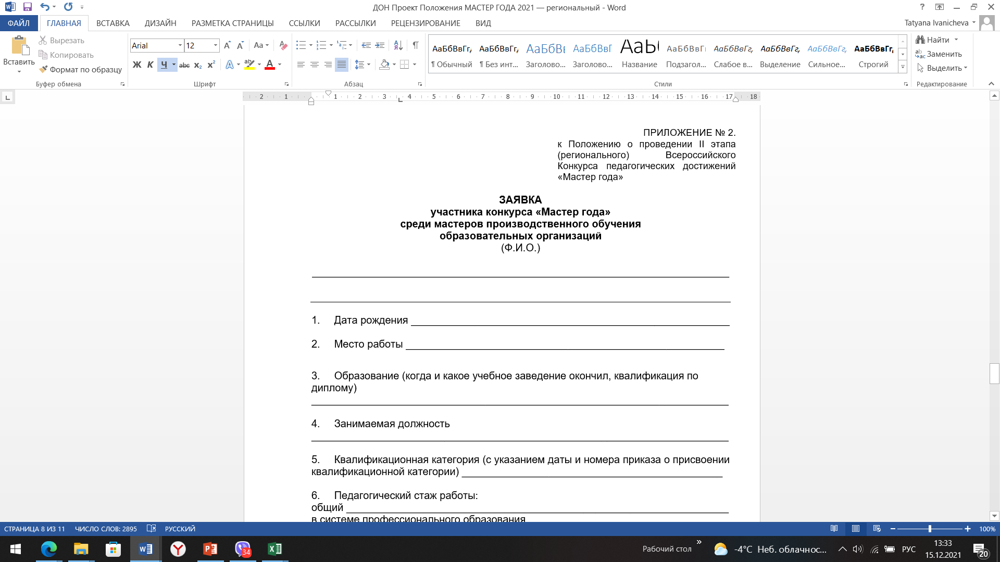 ДОН Проект Положения МАСТЕР ГОДА 2021 — региональный - Word
ФАЙЛ ГЛАВНАЯ ВСТАВКА ДИЗАЙН РАЗМЕТКА СТРАНИЦЫ ССЫЛКИ РАССЫЛКИ РЕЦЕНЗИРОВАНИЕ ВИД Tatyana Ivanicheva
Вставить
Вырезать
Копировать
Формат по образцу
Буфер обмена
Arial 12
Ж К Ч abc x₂ x²
Шрифт
Абзац
АаБбВвГг, АаБбВвГг, АаБбВв АаБбВвГ АаЫ АаБбВвГг АаБбВвГг, АаБбВвГг, АаБбВвГг, АаБбВвГг,
¶ Обычный ¶ Без инт... Заголово... Заголово... Название Подзагол... Слабое в... Выделение Сильное... Строгий
Стили
Найти
Заменить
Выделить
Редактирование
2 1 1 2 3 4 5 6 7 8 9 10 11 12 13 14 15 16 17 18
ПРИЛОЖЕНИЕ № 2.
к Положению о проведении II этапа
(регионального) Всероссийского
Конкурса педагогических достижений
«Мастер года»
ЗАЯВКА
участника конкурса «Мастер года»
среди мастеров производственного обучения
образовательных организаций
(Ф.И.О.)
1. Дата рождения
2. Место работы
3. Образование (когда и какое учебное заведение окончил, квалификация по
диплому)
4. Занимаемая должность
5. Квалификационная категория (с указанием даты и номера приказа о присвоении
квалификационной категории)
6. Педагогический стаж работы:
общий
в системе профессионального образования
СТРАНИЦА 8 ИЗ 11 ЧИСЛО СЛОВ: 2895 РУССКИЙ 100%
34
Рабочий стол
-4°C Неб. облачнос...
РУС
13:33
15.12.2021
20